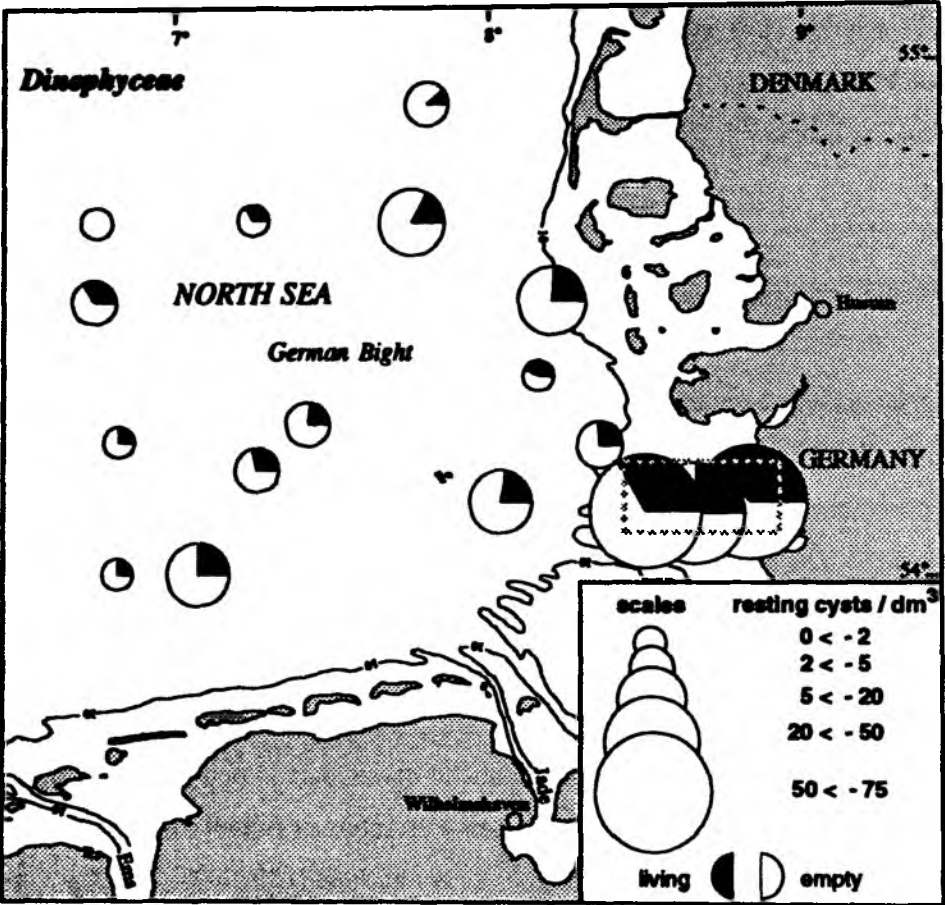 7°
8°
9°
55°
Dinophyceae
DENMARK
NORTH SEA
Husum
German Bight
GERMANY
54°
scales resting cysts / dm³
0 < - 2
2 < - 5
5 < - 20
20 < - 50
50 < - 75
Jade
Wilhelmshaven
Ems
living empty